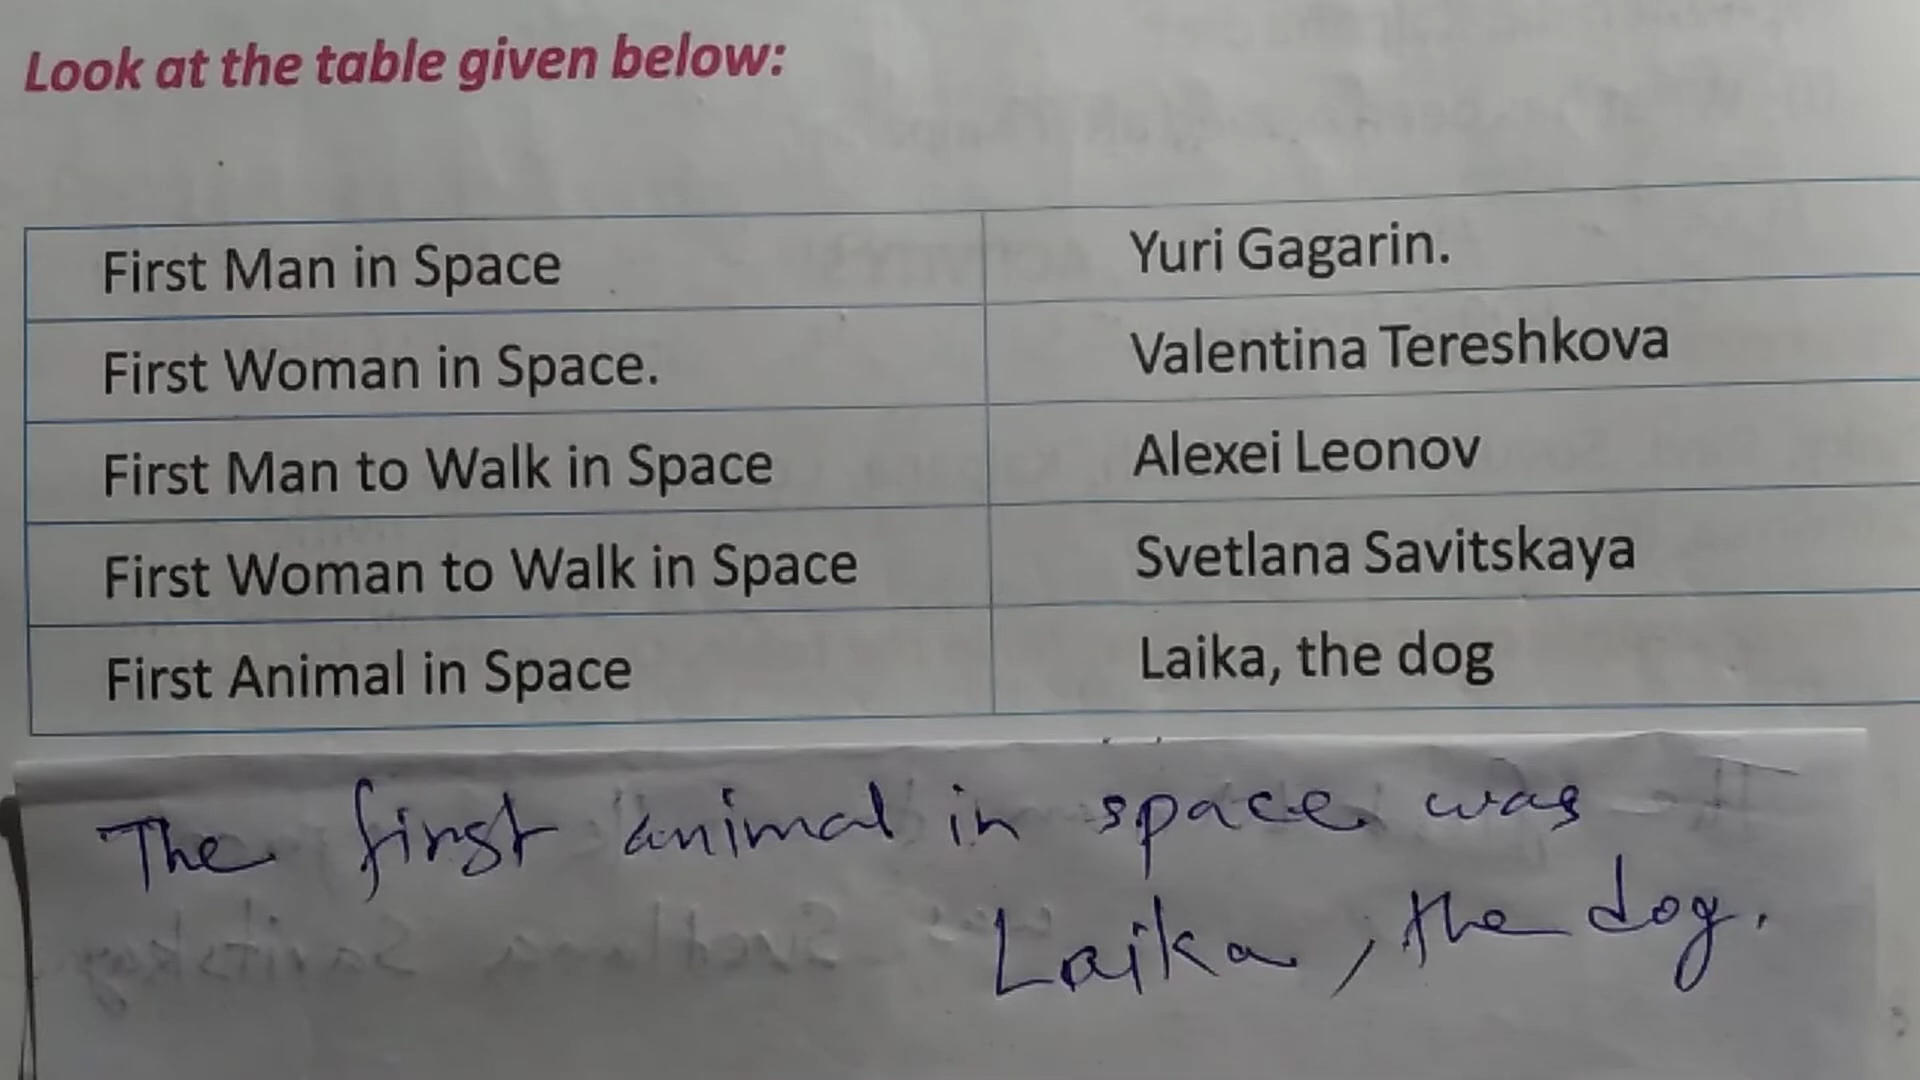 Look at the table given below:
First Man in Space Yuri Gagarin.
First Woman in Space. Valentina Tereshkova
First Man to Walk in Space Alexei Leonov
First Woman to Walk in Space Svetlana Savitskaya
First Animal in Space Laika, the dog
The first animal in space was
Laika, the dog.